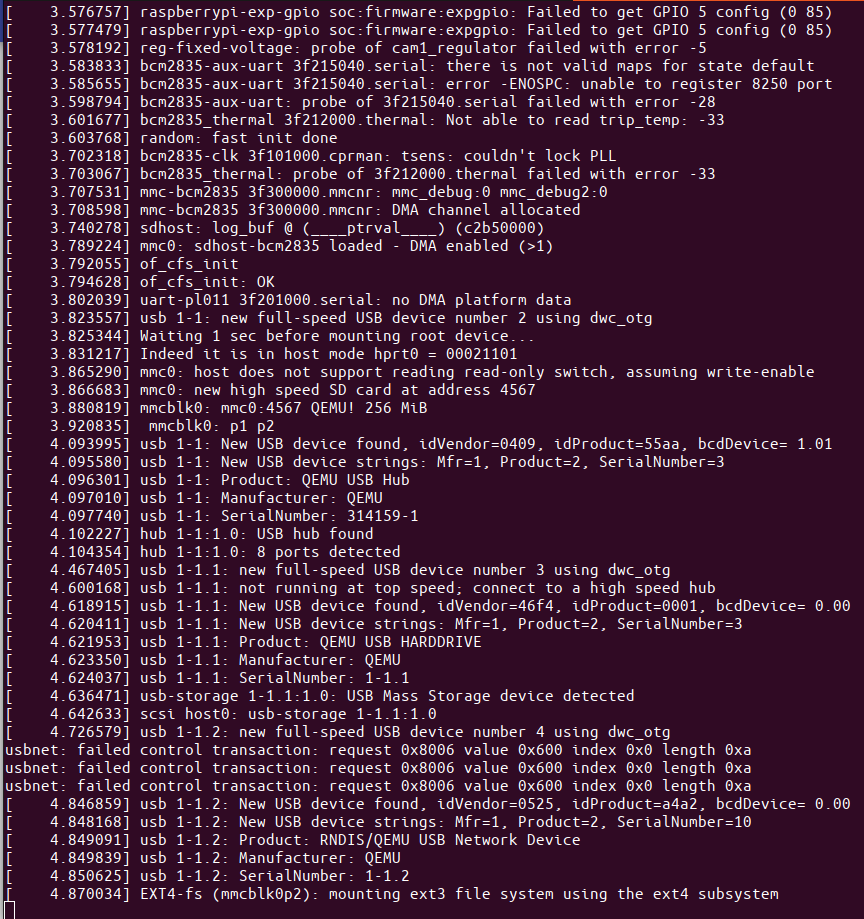 [    3.576757] raspberrypi-exp-gpio soc:firmware:expgpio: Failed to get GPIO 5 config (0 85)
[    3.577479] raspberrypi-exp-gpio soc:firmware:expgpio: Failed to get GPIO 5 config (0 85)
[    3.578192] reg-fixed-voltage: probe of cam1_regulator failed with error -5
[    3.583833] bcm2835-aux-uart 3f215040.serial: there is not valid maps for state default
[    3.585655] bcm2835-aux-uart 3f215040.serial: error -ENOSPC: unable to register 8250 port
[    3.598794] bcm2835-aux-uart: probe of 3f215040.serial failed with error -28
[    3.601677] bcm2835_thermal 3f212000.thermal: Not able to read trip_temp: -33
[    3.603768] random: fast init done
[    3.702318] bcm2835-clk 3f101000.cprman: tsens: couldn't lock PLL
[    3.703067] bcm2835_thermal: probe of 3f212000.thermal failed with error -33
[    3.707531] mmc-bcm2835 3f300000.mmcnr: mmc_debug:0 mmc_debug2:0
[    3.708598] mmc-bcm2835 3f300000.mmcnr: DMA channel allocated
[    3.740278] sdhost: log_buf @ (____ptrval____) (c2b50000)
[    3.789224] mmc0: sdhost-bcm2835 loaded - DMA enabled (>1)
[    3.792055] of_cfs_init
[    3.794628] of_cfs_init: OK
[    3.802039] uart-pl011 3f201000.serial: no DMA platform data
[    3.823557] usb 1-1: new full-speed USB device number 2 using dwc_otg
[    3.825344] Waiting 1 sec before mounting root device...
[    3.831217] Indeed it is in host mode hprt0 = 00021101
[    3.865290] mmc0: host does not support reading read-only switch, assuming write-enable
[    3.866683] mmc0: new high speed SD card at address 4567
[    3.880819] mmcblk0: mmc0:4567 QEMU! 256 MiB
[    3.920835]  mmcblk0: p1 p2
[    4.093995] usb 1-1: New USB device found, idVendor=0409, idProduct=55aa, bcdDevice= 1.01
[    4.095580] usb 1-1: New USB device strings: Mfr=1, Product=2, SerialNumber=3
[    4.096301] usb 1-1: Product: QEMU USB Hub
[    4.097010] usb 1-1: Manufacturer: QEMU
[    4.097740] usb 1-1: SerialNumber: 314159-1
[    4.102227] hub 1-1:1.0: USB hub found
[    4.104354] hub 1-1:1.0: 8 ports detected
[    4.467405] usb 1-1.1: new full-speed USB device number 3 using dwc_otg
[    4.600168] usb 1-1.1: not running at top speed; connect to a high speed hub
[    4.618915] usb 1-1.1: New USB device found, idVendor=46f4, idProduct=0001, bcdDevice= 0.00
[    4.620411] usb 1-1.1: New USB device strings: Mfr=1, Product=2, SerialNumber=3
[    4.621953] usb 1-1.1: Product: QEMU USB HARDDRIVE
[    4.623350] usb 1-1.1: Manufacturer: QEMU
[    4.624037] usb 1-1.1: SerialNumber: 1-1.1
[    4.636471] usb-storage 1-1.1:1.0: USB Mass Storage device detected
[    4.642633] scsi host0: usb-storage 1-1.1:1.0
[    4.726579] usb 1-1.2: new full-speed USB device number 4 using dwc_otg
usbnet: failed control transaction: request 0x8006 value 0x600 index 0x0 length 0xa
usbnet: failed control transaction: request 0x8006 value 0x600 index 0x0 length 0xa
usbnet: failed control transaction: request 0x8006 value 0x600 index 0x0 length 0xa
[    4.846859] usb 1-1.2: New USB device found, idVendor=0525, idProduct=a4a2, bcdDevice= 0.00
[    4.848168] usb 1-1.2: New USB device strings: Mfr=1, Product=2, SerialNumber=10
[    4.849091] usb 1-1.2: Product: RNDIS/QEMU USB Network Device
[    4.849839] usb 1-1.2: Manufacturer: QEMU
[    4.850625] usb 1-1.2: SerialNumber: 1-1.2
[    4.870034] EXT4-fs (mmcblk0p2): mounting ext3 file system using the ext4 subsystem